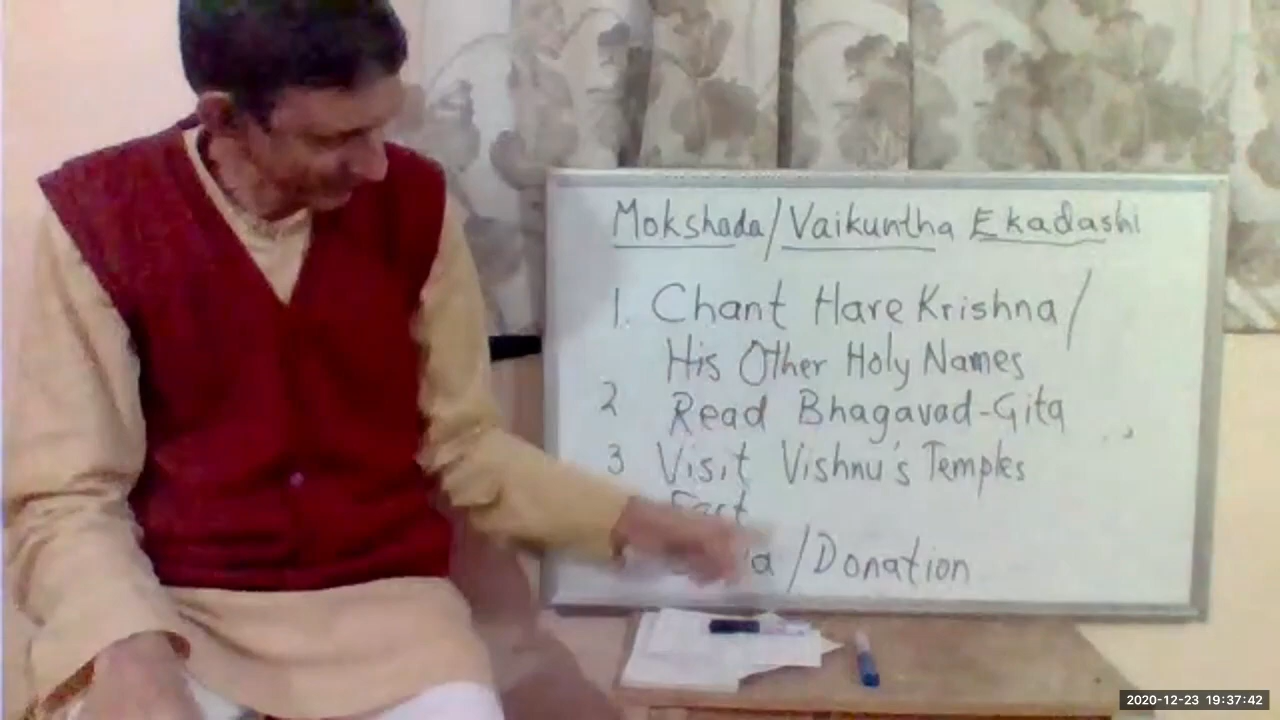 Mokshada/Vaikuntha Ekadashi
1. Chant Hare Krishna/
His Other Holy Names
2 Read Bhagavad-Gita
3 Visit Vishnu's Temples
Fast
/Donation
2020-12-23 19:37:42